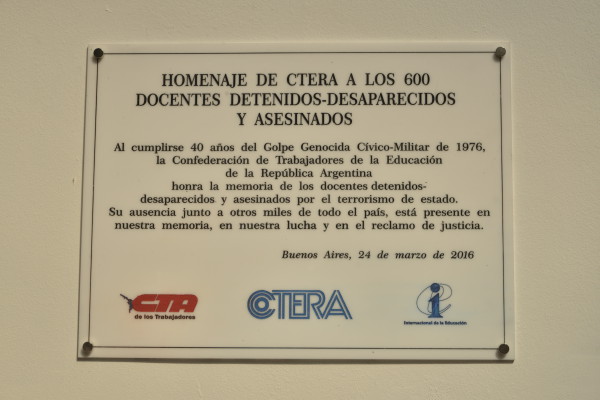 HOMENAJE DE CTERA A LOS 600
DOCENTES DETENIDOS-DESAPARECIDOS
Y ASESINADOS
Al cumplirse 40 años del Golpe Genocida Cívico-Militar de 1976,
la Confederación de Trabajadores de la Educación
de la República Argentina
honra la memoria de los docentes detenidos-
desaparecidos y asesinados por el terrorismo de estado.
Su ausencia junto a otros miles de todo el país, está presente en
nuestra memoria, en nuestra lucha y en el reclamo de justicia.
Buenos Aires, 24 de marzo de 2016
CTA
de los Trabajadores
CTERA
ie
Internacional de la Educación